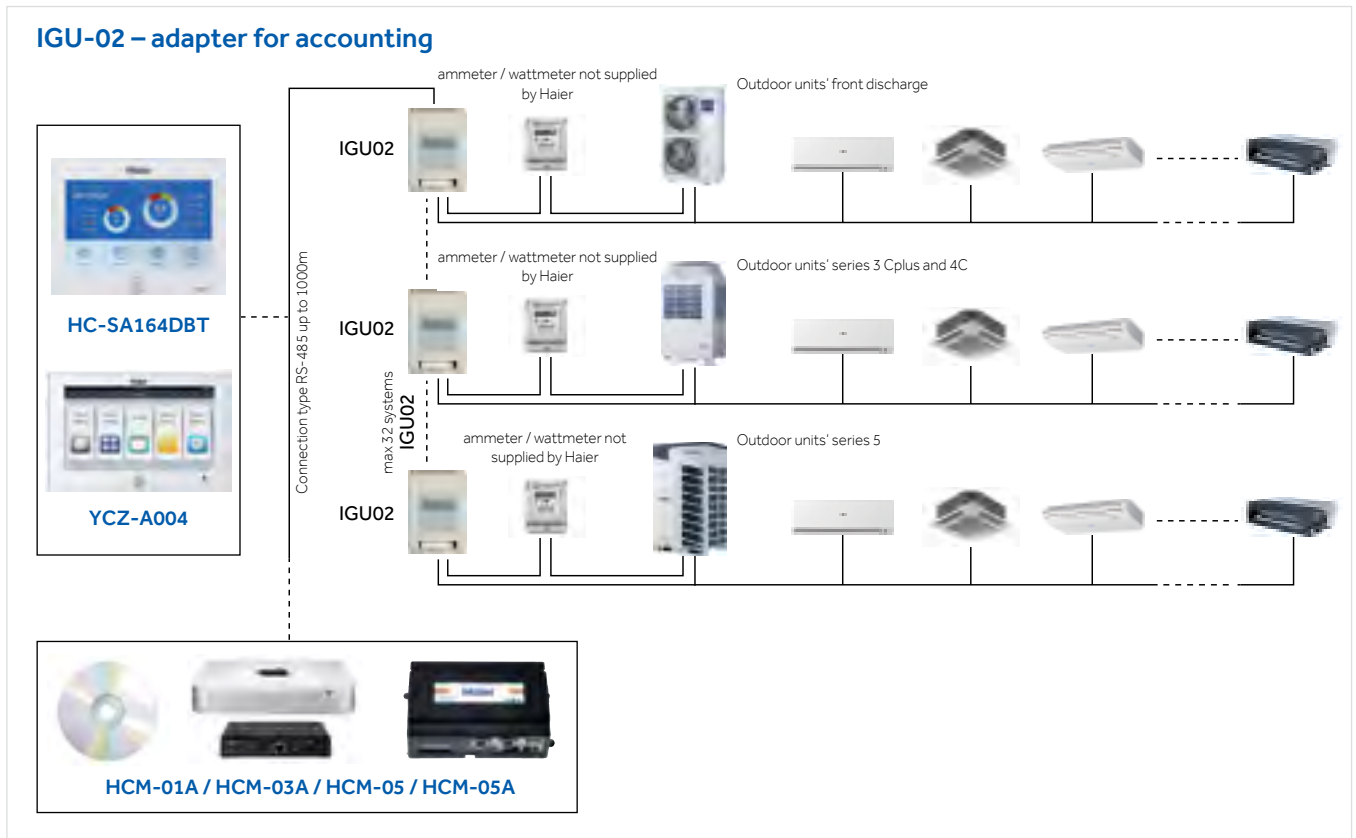 IGU-02 – adapter for accounting
ammeter / wattmeter not supplied
by Haier
Outdoor units' front discharge
IGU02
HC-SA164DBT
YCZ-A004
Connection type RS-485 up to 1000m
ammeter / wattmeter not supplied
by Haier
Outdoor units' series 3 Cplus and 4C
IGU02
max 32 systems
IGU02
ammeter / wattmeter not
supplied by Haier
Outdoor units' series 5
IGU02
Haier
HCM-01A / HCM-03A / HCM-05 / HCM-05A